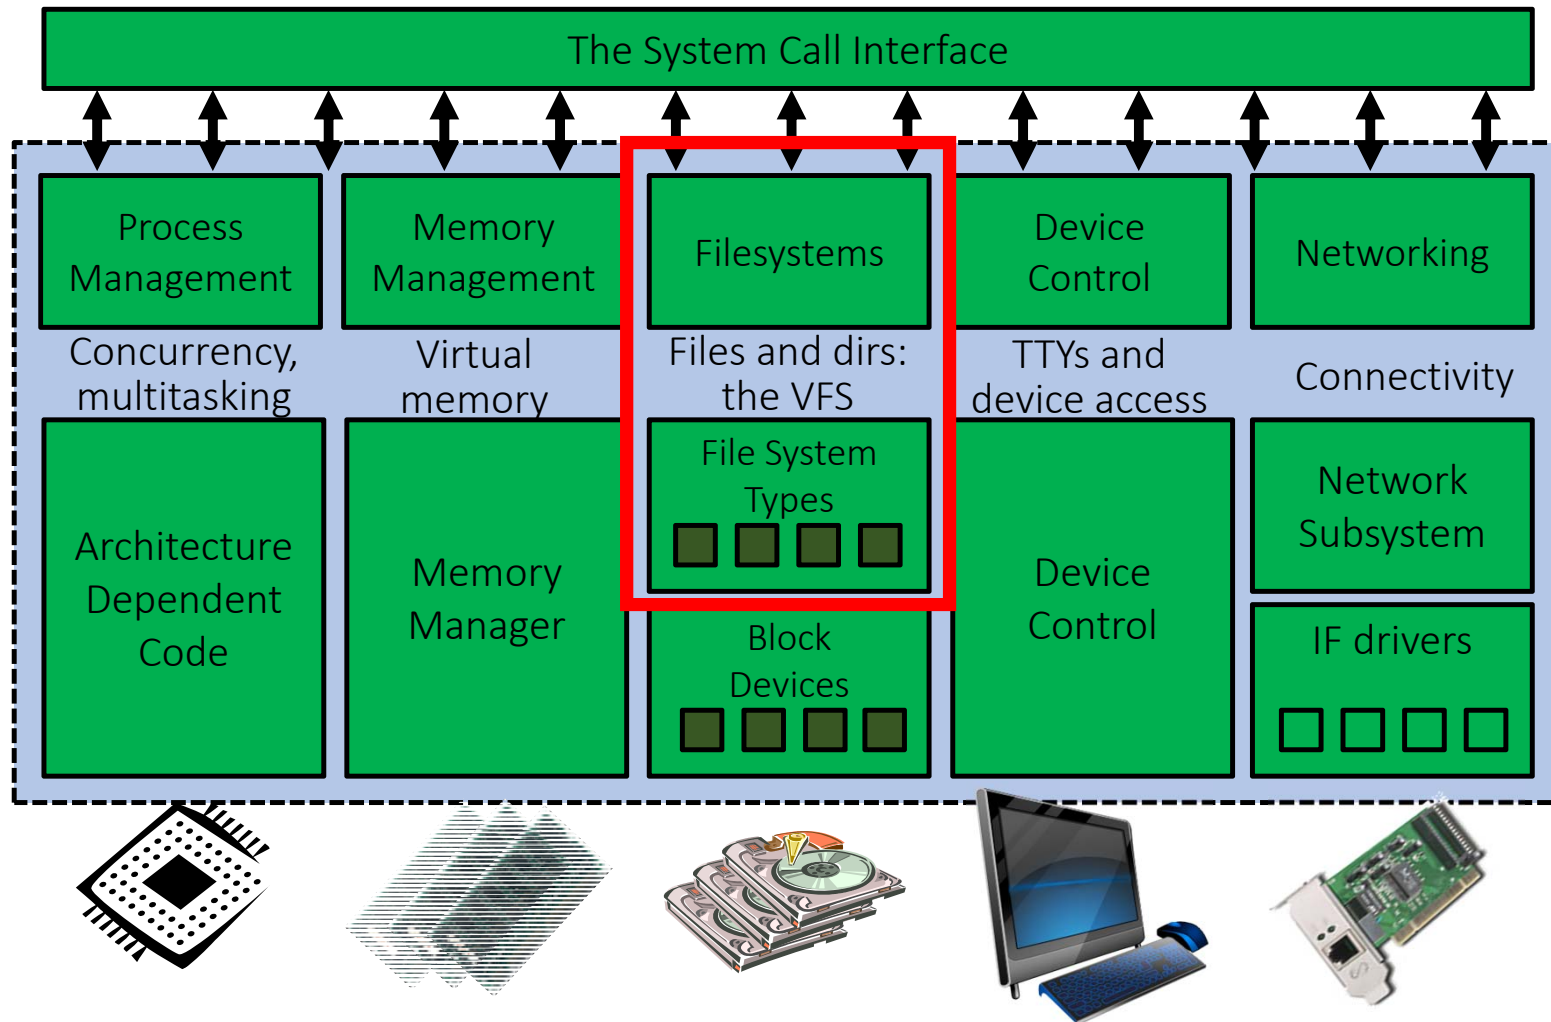 The System Call Interface
Process
Management
Memory
Management
Filesystems
Device
Control
Networking
Concurrency,
multitasking
Virtual
memory
Files and dirs:
the VFS
TTYs and
device access
Connectivity
Architecture
Dependent
Code
Memory
Manager
File System
Types
Block
Devices
Device
Control
Network
Subsystem
IF drivers